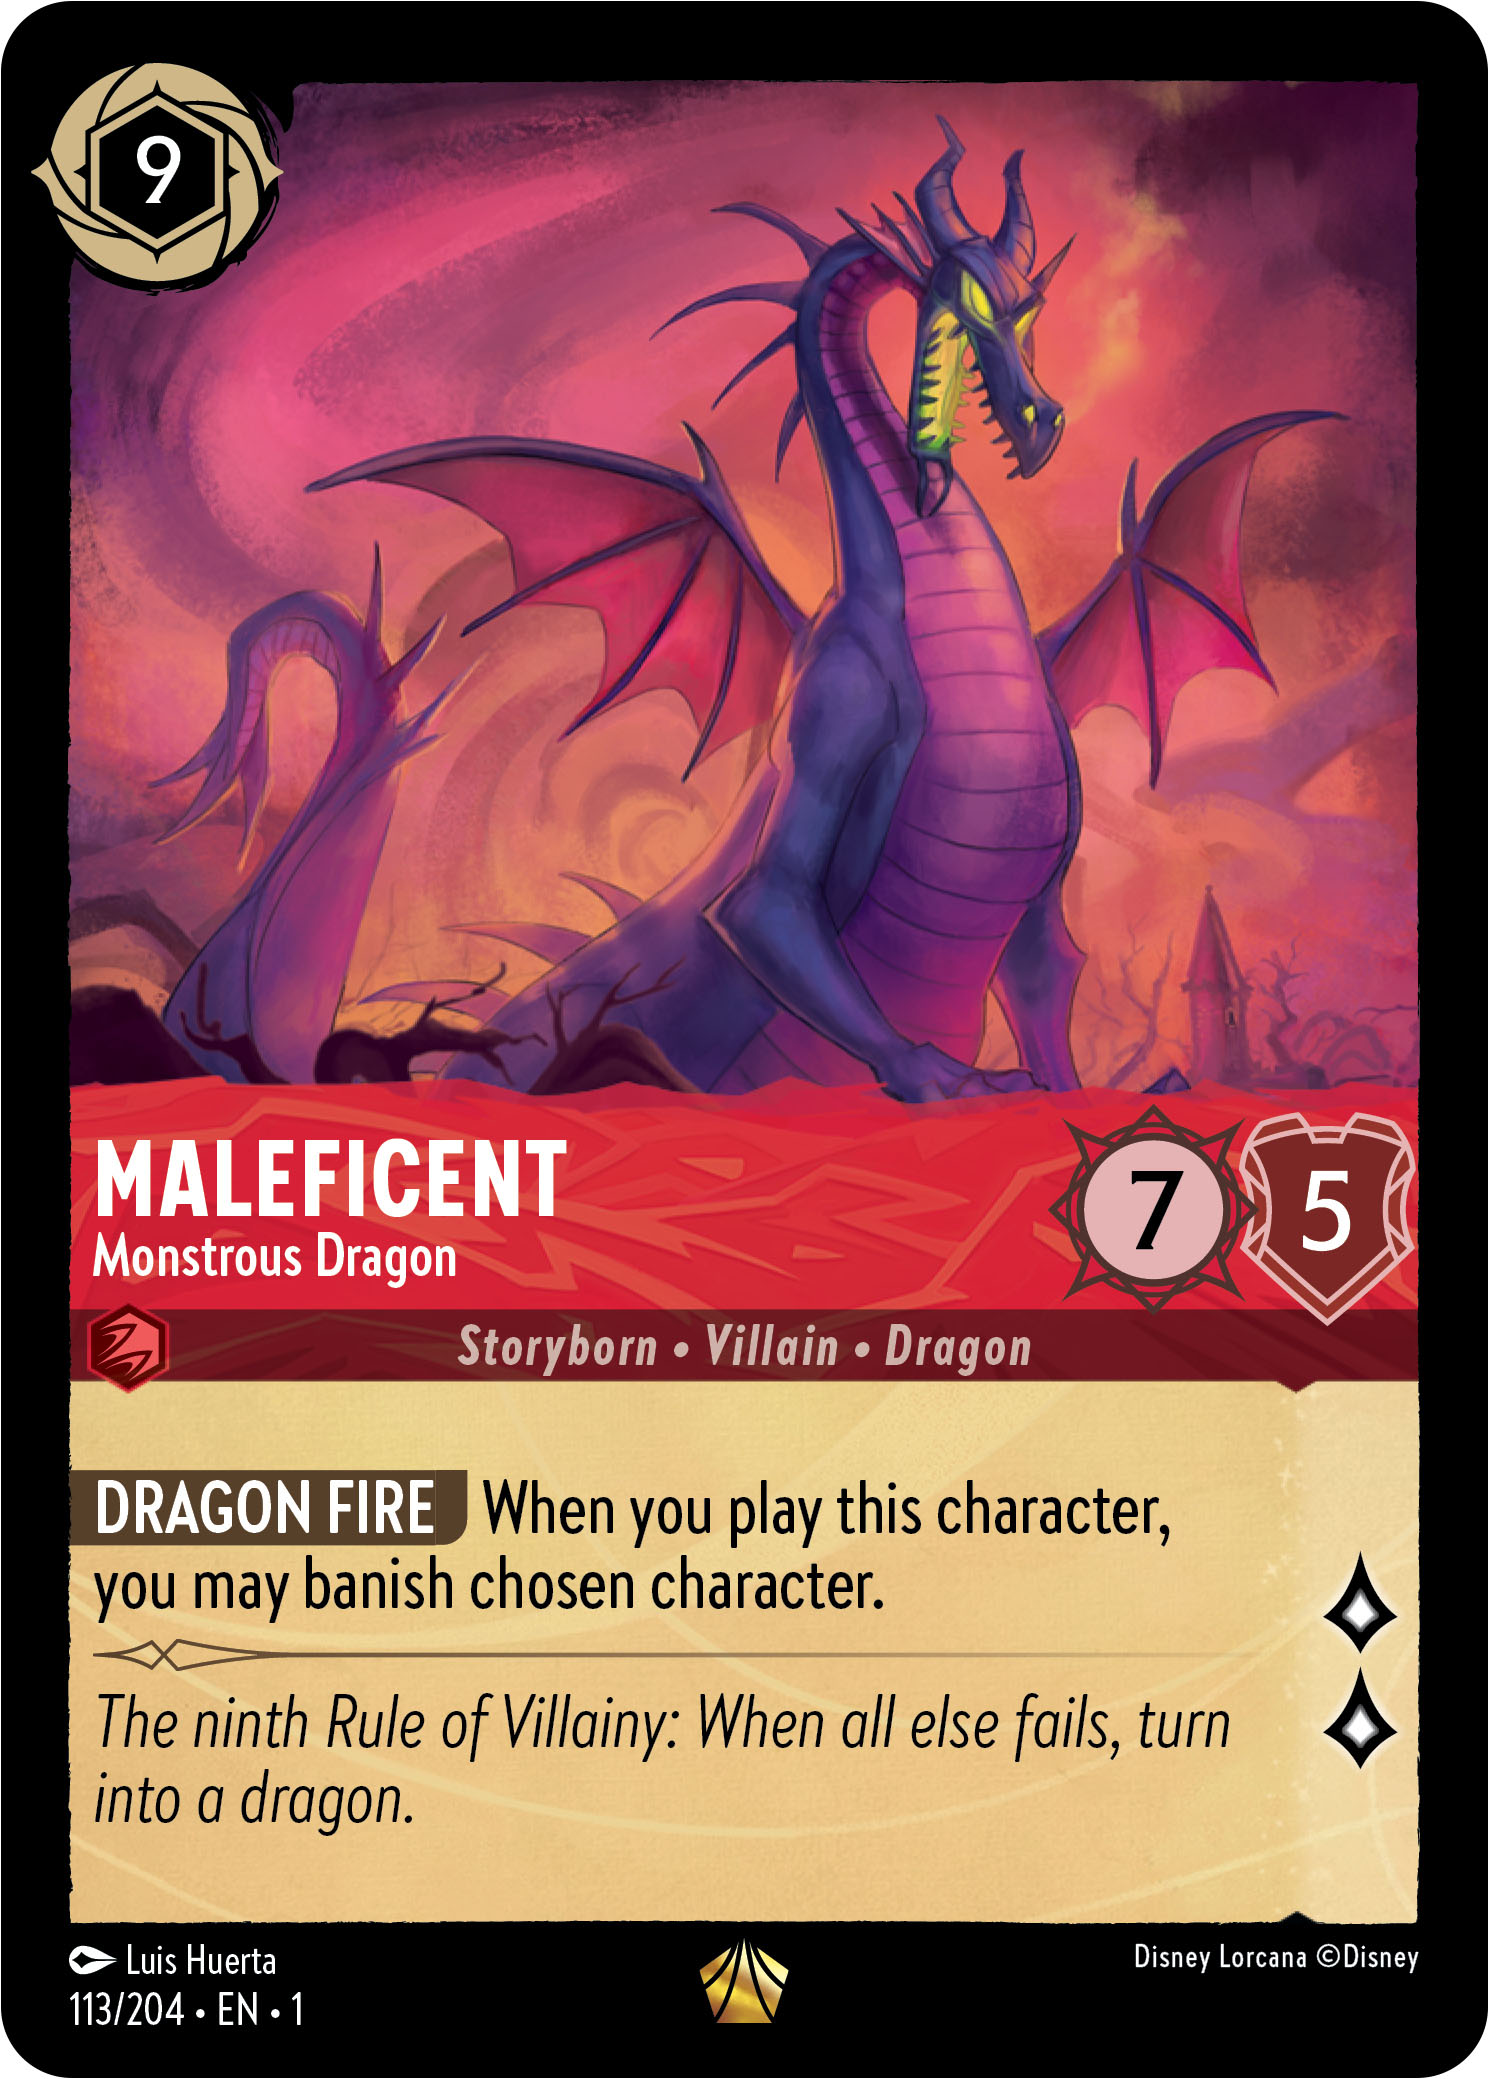 9
MALEFICENT
Monstrous Dragon
7
5
Storyborn • Villain • Dragon
DRAGON FIRE When you play this character,
you may banish chosen character.
The ninth Rule of Villainy: When all else fails, turn
into a dragon.
Luis Huerta
Disney Lorcana ©Disney
113/204 • EN • 1